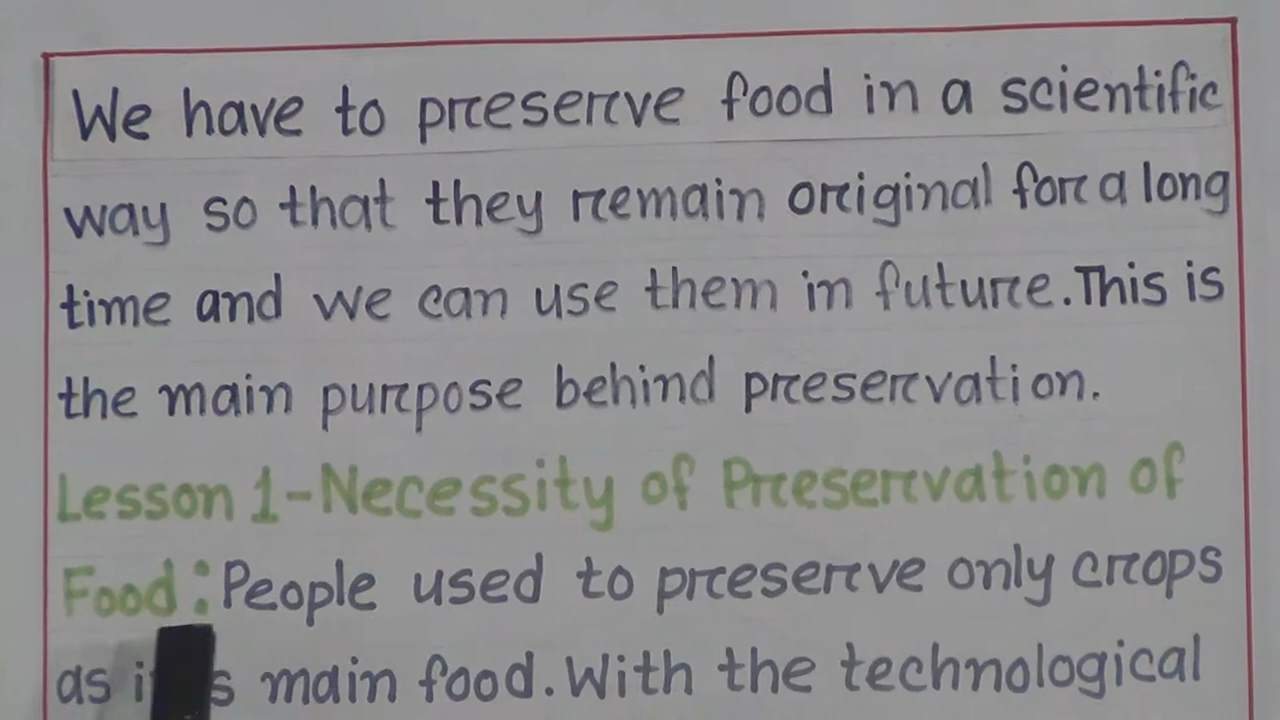 We have to preserve food in a scientific
way so that they remain original for a long
time and we can use them in future. This is
the main purpose behind preservation.
Lesson 1-Necessity of Preservation of
Food: People used to preserve only crops
as main food. With the technological